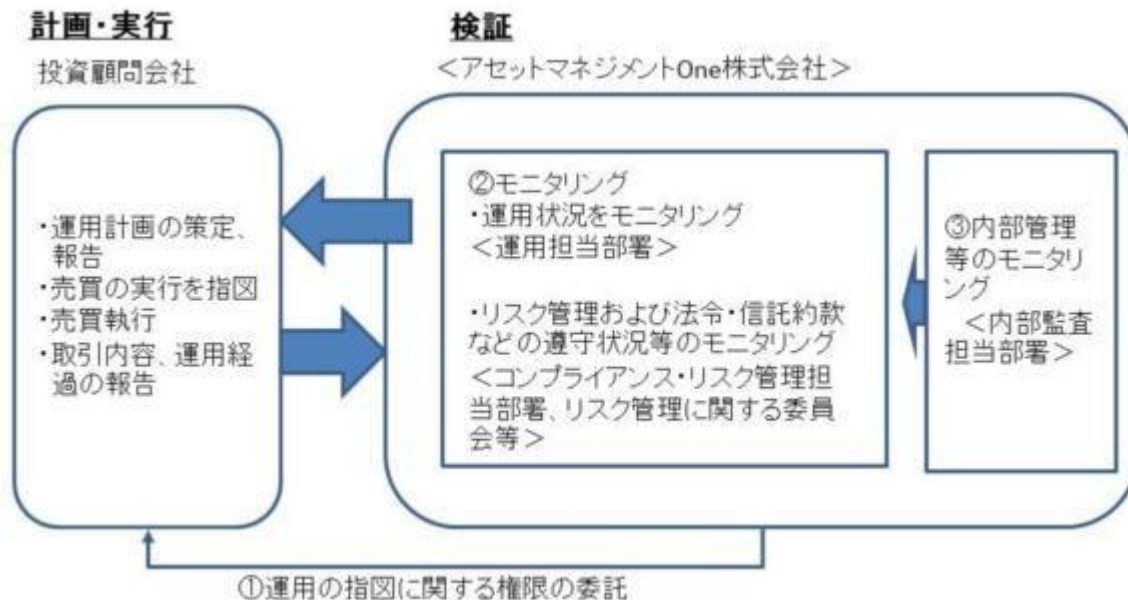 計画・実行
投資顧問会社
・運用計画の策定、
報告
・売買の実行を指図
・売買執行
・取引内容、運用経
過の報告
検証
＜アセットマネジメントOne株式会社＞
②モニタリング
・運用状況をモニタリング
＜運用担当部署＞
・リスク管理および法令・信託約款
などの遵守状況等のモニタリング
＜コンプライアンス・リスク管理担
当部署、リスク管理に関する委員
会等＞
③内部管理
等のモニタリ
ング
＜内部監査
担当部署＞
①運用の指図に関する権限の委託